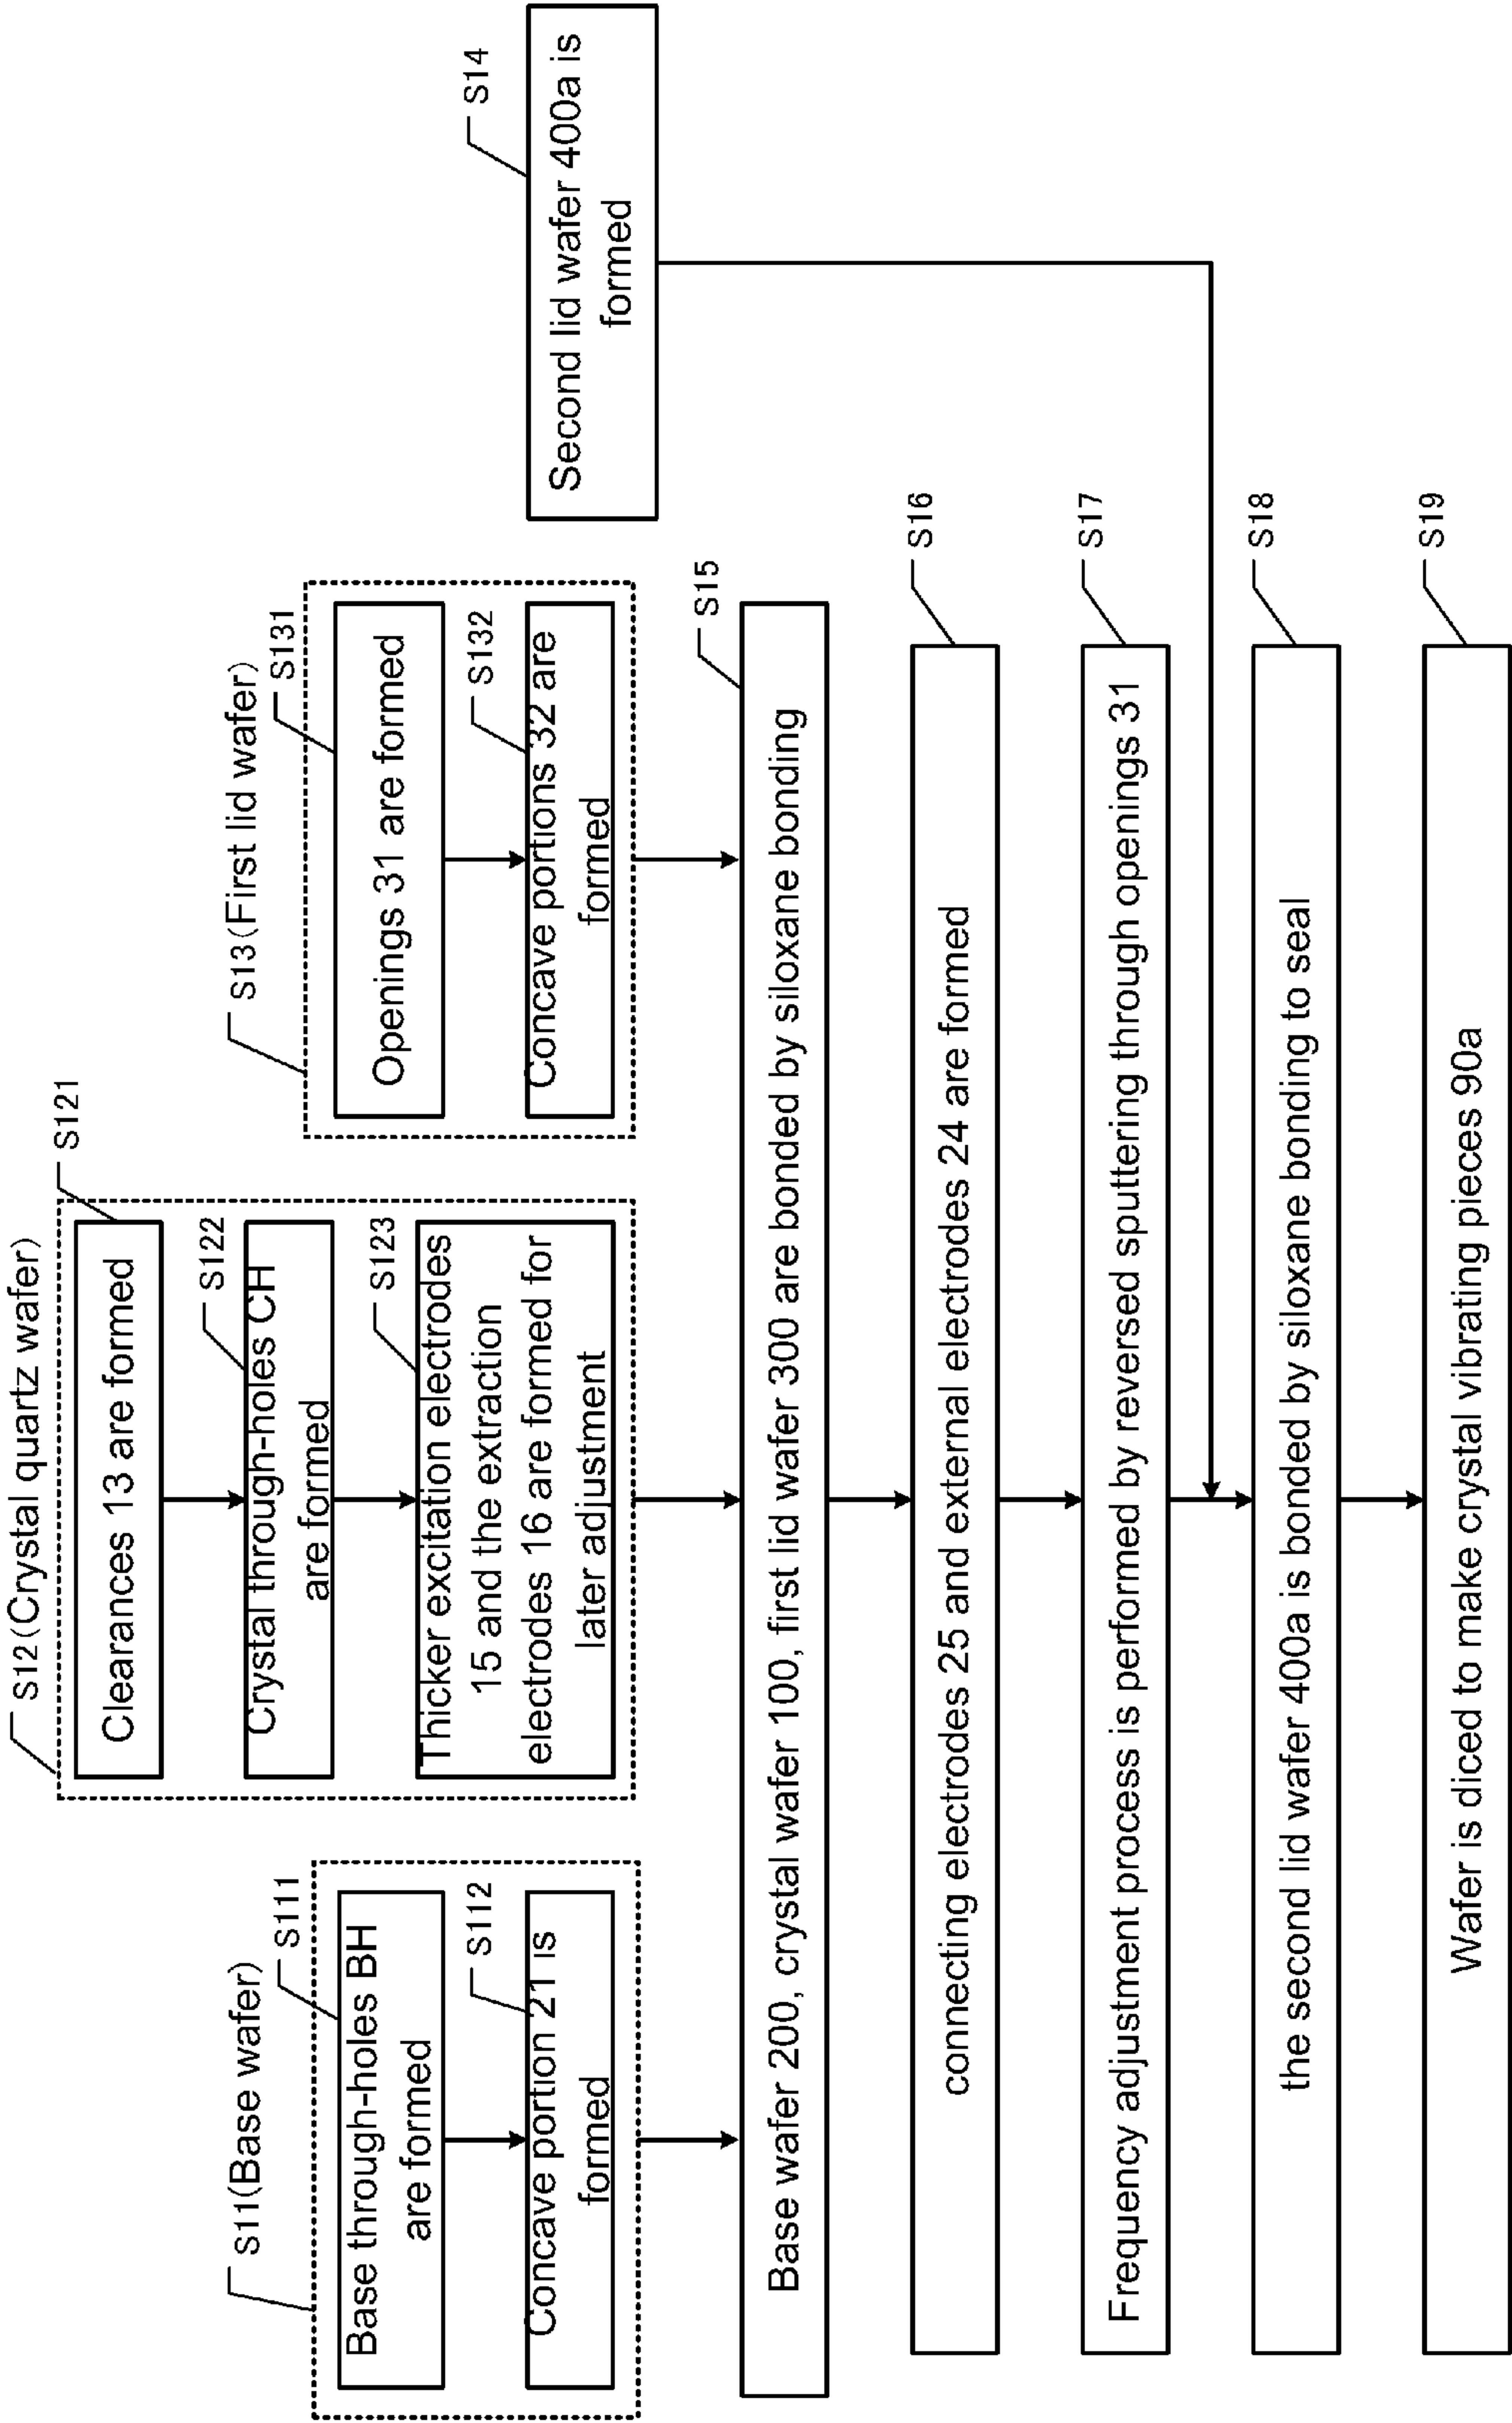 S11(Base wafer)
S111
Base through-holes BH
are formed
S112
Concave portion 21 is
formed
S12(Crystal quartz wafer)
S121
Clearances 13 are formed
S122
Crystal through-holes CH
are formed
S123
Thicker excitation electrodes
15 and the extraction
electrodes 16 are formed for
later adjustment
S13(First lid wafer)
S131
Openings 31 are formed
S132
Concave portions 32 are
formed
S14
Second lid wafer 400a is
formed
S15
Base wafer 200, crystal wafer 100, first lid wafer 300 are bonded by siloxane bonding
S16
connecting electrodes 25 and external electrodes 24 are formed
S17
Frequency adjustment process is performed by reversed sputtering through openings 31
S18
the second lid wafer 400a is bonded by siloxane bonding to seal
S19
Wafer is diced to make crystal vibrating pieces 90a